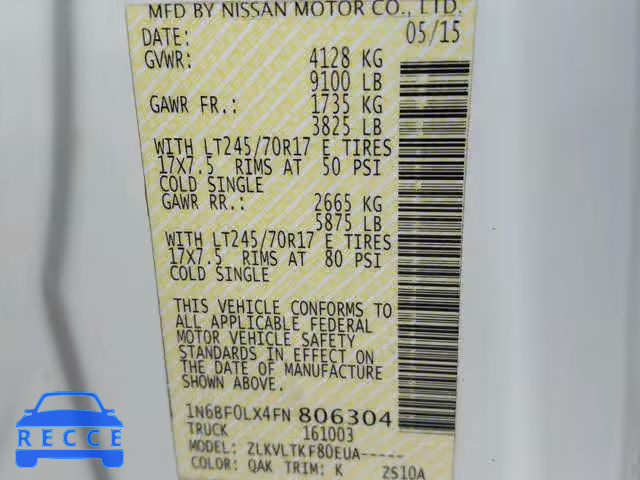 MFD BY NISSAN MOTOR CO., LTD.
DATE: 05/15
GVWR: 4128 KG
9100 LB
GAWR FR.: 1735 KG
3825 LB
WITH LT245/70R17 E TIRES
17X7.5 RIMS AT 50 PSI
COLD SINGLE
GAWR RR.: 2665 KG
5875 LB
WITH LT245/70R17 E TIRES
17X7.5 RIMS AT 80 PSI
COLD SINGLE
THIS VEHICLE CONFORMS TO
ALL APPLICABLE FEDERAL
MOTOR VEHICLE SAFETY
STANDARDS IN EFFECT ON
THE DATE OF MANUFACTURE
SHOWN ABOVE.
1N6BF0LX4FN 806304
TRUCK 161003
MODEL: ZLKVLTKF80EUA-----
COLOR: QAK TRIM: K ZS10A
RECCE